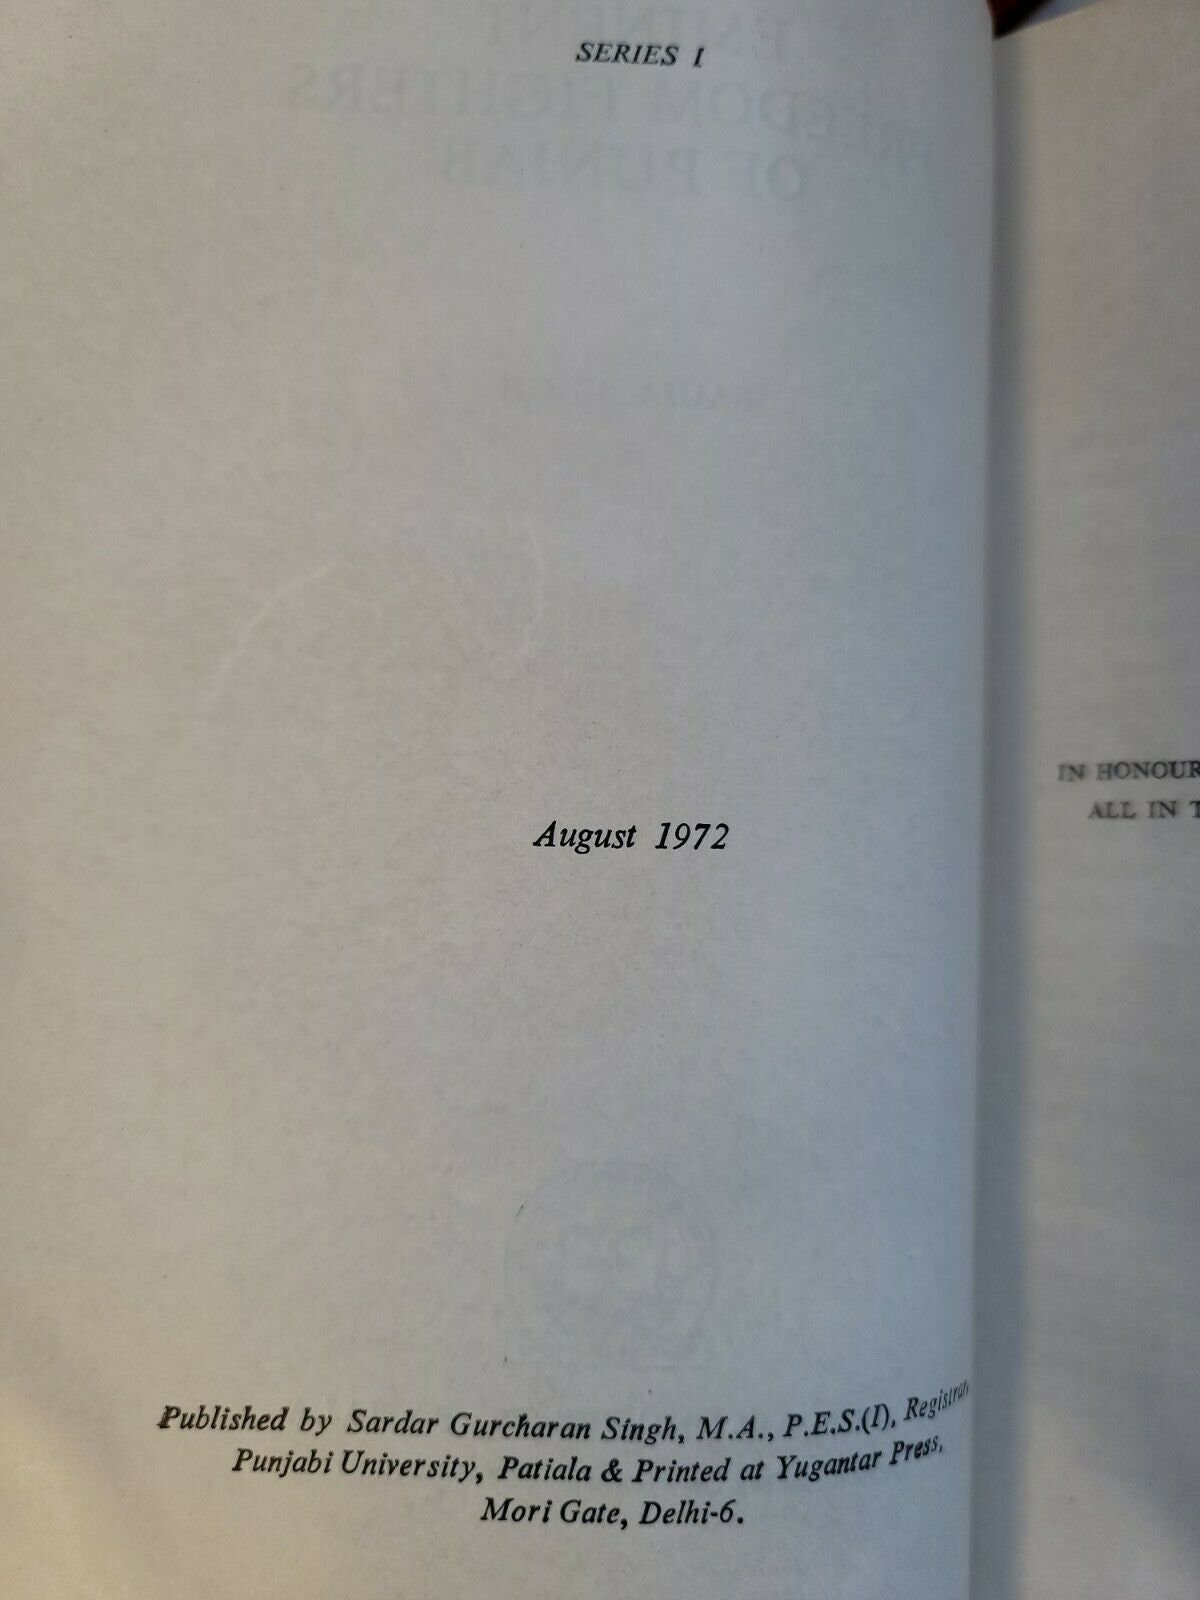 SERIES I
August 1972
Published by Sardar Gurcharan Singh, M.A., P.E.S.(I), Registrar,
Punjabi University, Patiala & Printed at Yugantar Press,
Mori Gate, Delhi-6.
IN HONOUR
ALL IN T